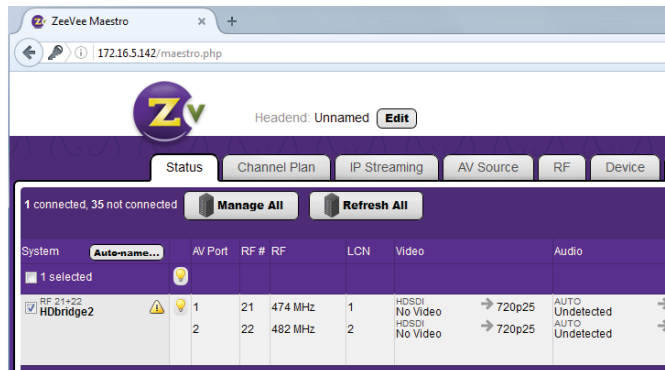 ZeeVee Maestro
172.16.5.142/maestro.php
Zv
Headend: Unnamed Edit
Status Channel Plan IP Streaming AV Source RF Device
1 connected, 35 not connected Manage All Refresh All
System Auto-name... AV Port RF # RF LCN Video Audio
1 selected
RF 21+22 HDSDI AUTO
HDbridge2 1 21 474 MHz 1 No Video 720p25 Undetected
HDSDI AUTO
2 22 482 MHz 2 No Video 720p25 Undetected